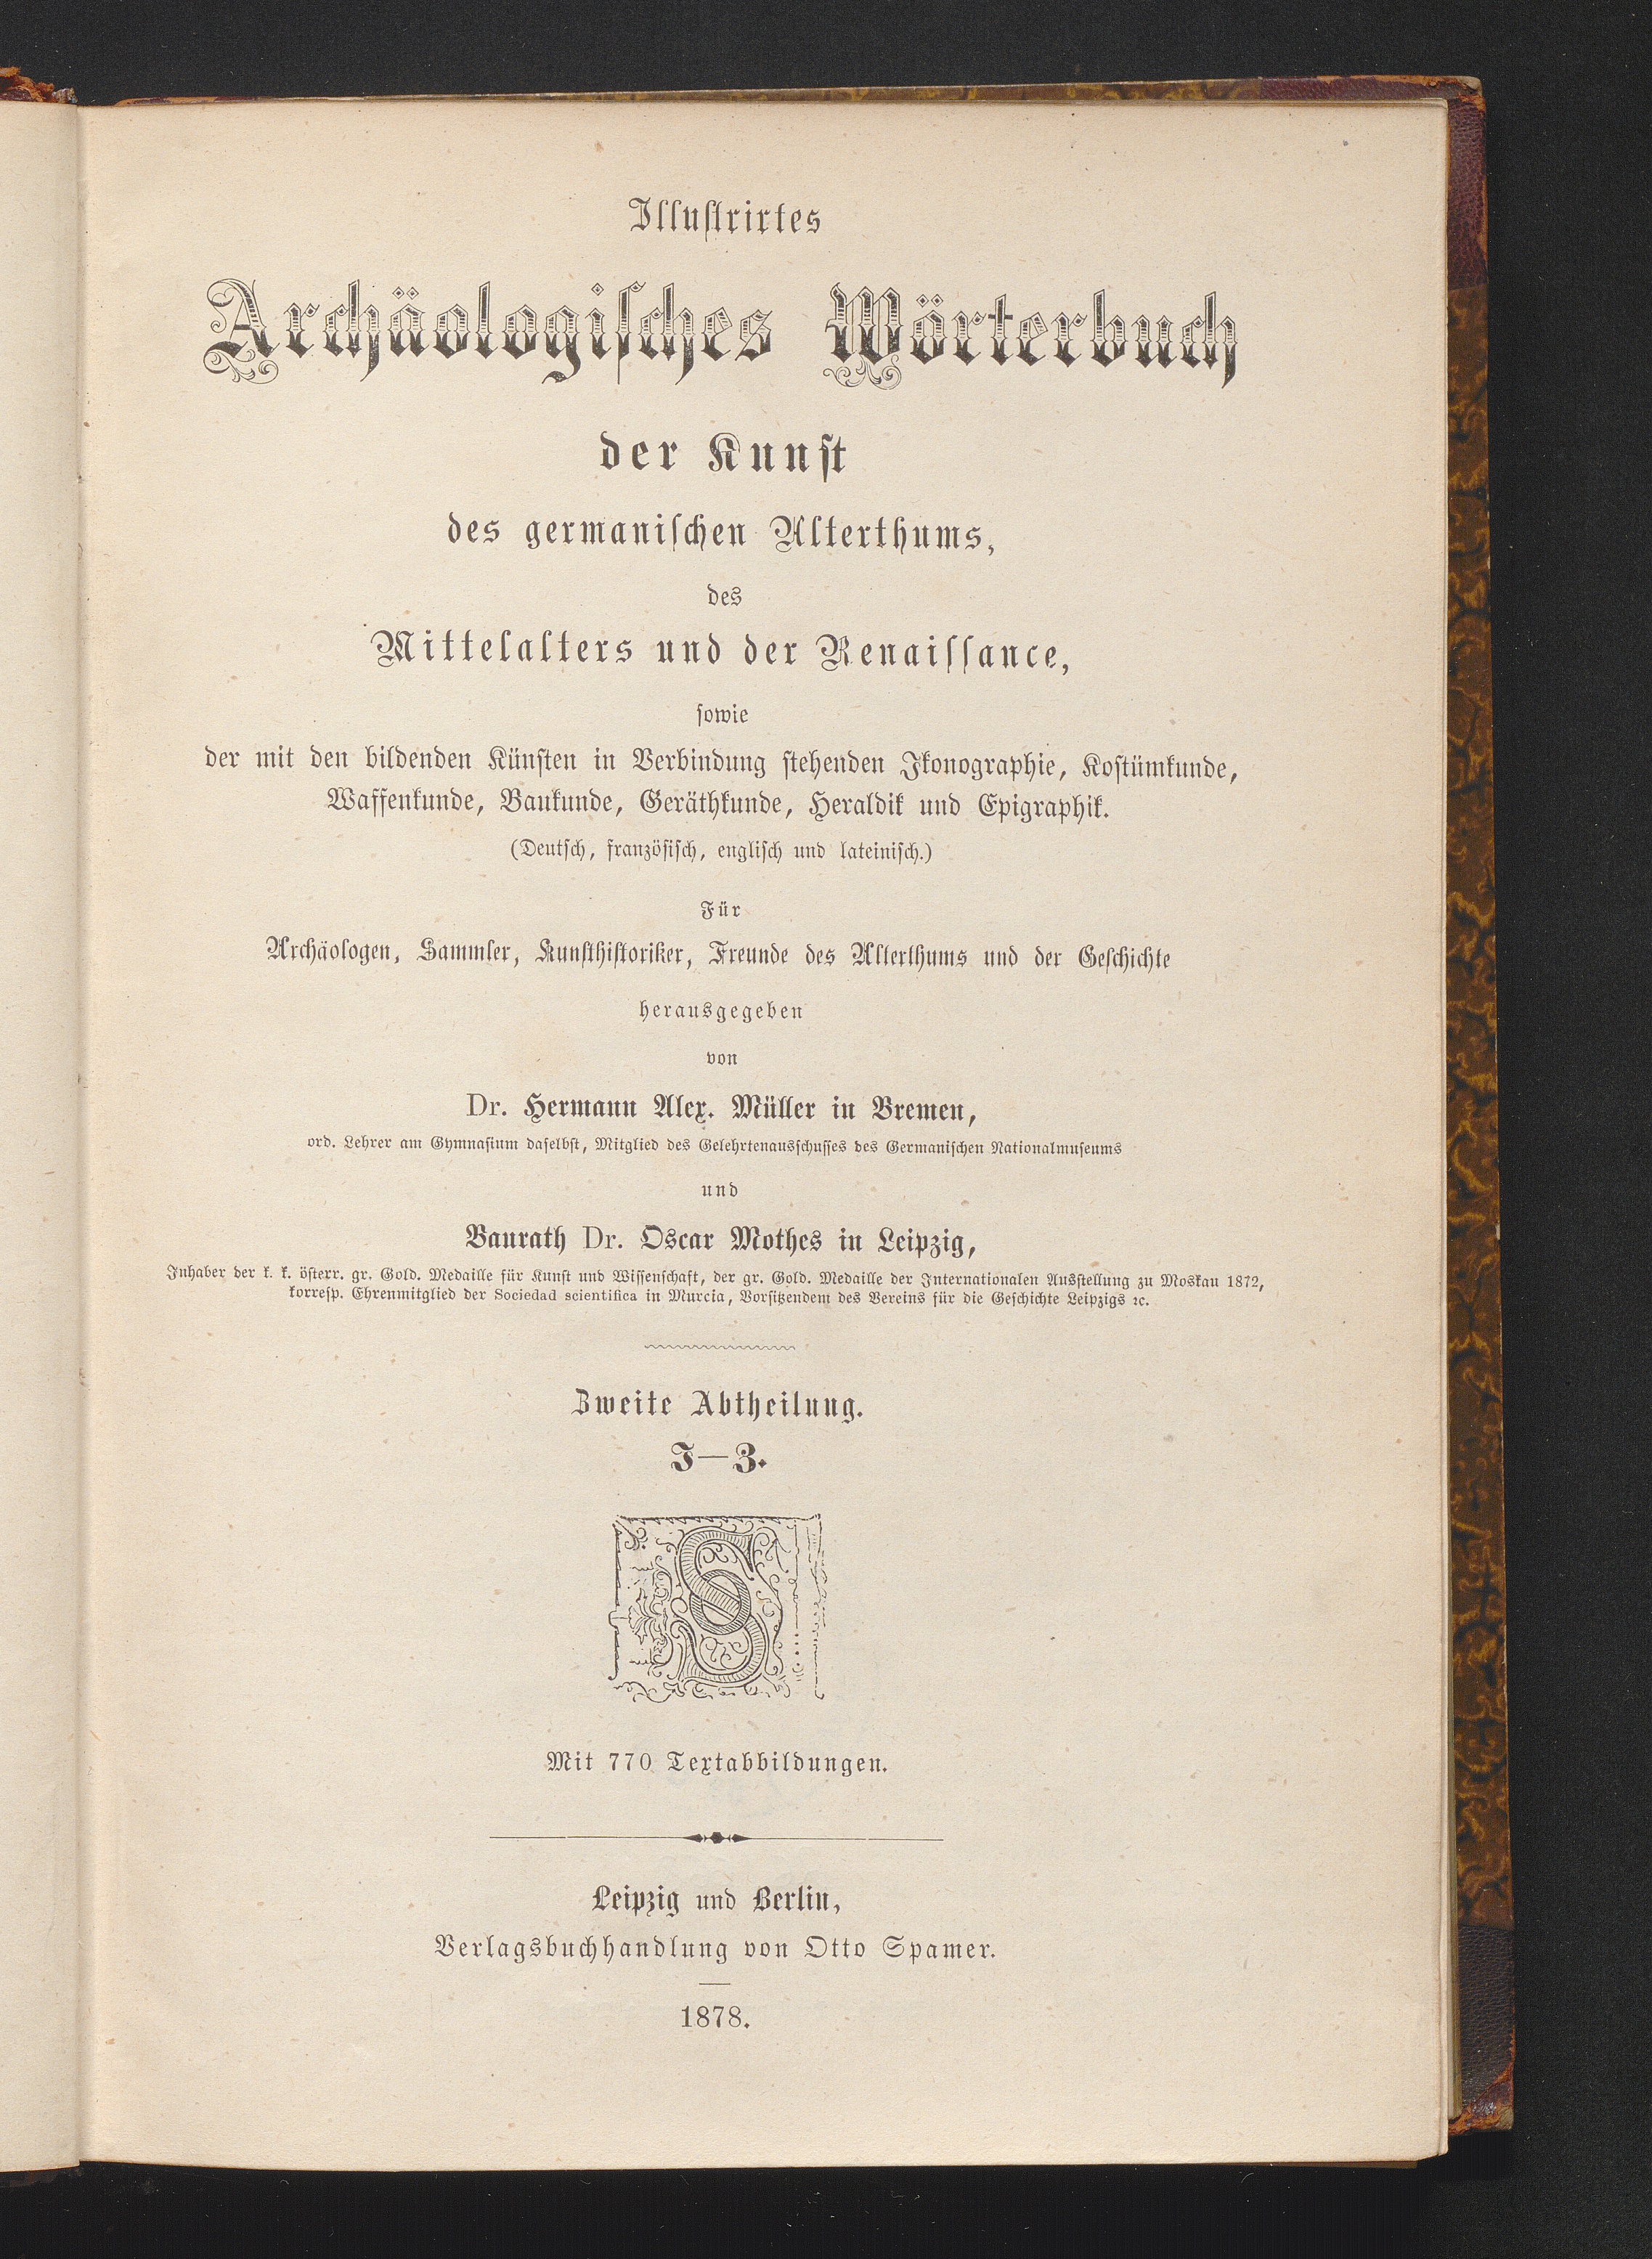 Illustrirtes
Archäologisches Wörterbuch
der Kunst
des germanischen Alterthums,
des
Mittelalters und der Renaissance,
sowie
der mit den bildenden Künsten in Verbindung stehenden Ikonographie, Kostümkunde,
Waffenkunde, Baukunde, Geräthkunde, Heraldik und Epigraphik.
(Deutsch, französisch, englisch und lateinisch.)
Für
Archäologen, Sammler, Kunsthistoriker, Freunde des Alterthums und der Geschichte
herausgegeben
von
Dr. Hermann Alex. Müller in Bremen,
ord. Lehrer am Gymnasium daselbst, Mitglied des Gelehrtenausschusses des Germanischen Nationalmuseums
und
Baurath Dr. Oscar Mothes in Leipzig,
Inhaber der k. k. österr. gr. Gold. Medaille für Kunst und Wissenschaft, der gr. Gold. Medaille der Internationalen Ausstellung zu Moskau 1872,
korresp. Ehrenmitglied der Sociedad scientifica in Murcia, Vorsitzendem des Vereins für die Geschichte Leipzigs ꝛc.
Zweite Abtheilung.
I—Z.
S
Mit 770 Textabbildungen.
Leipzig und Berlin,
Verlagsbuchhandlung von Otto Spamer.
1878.